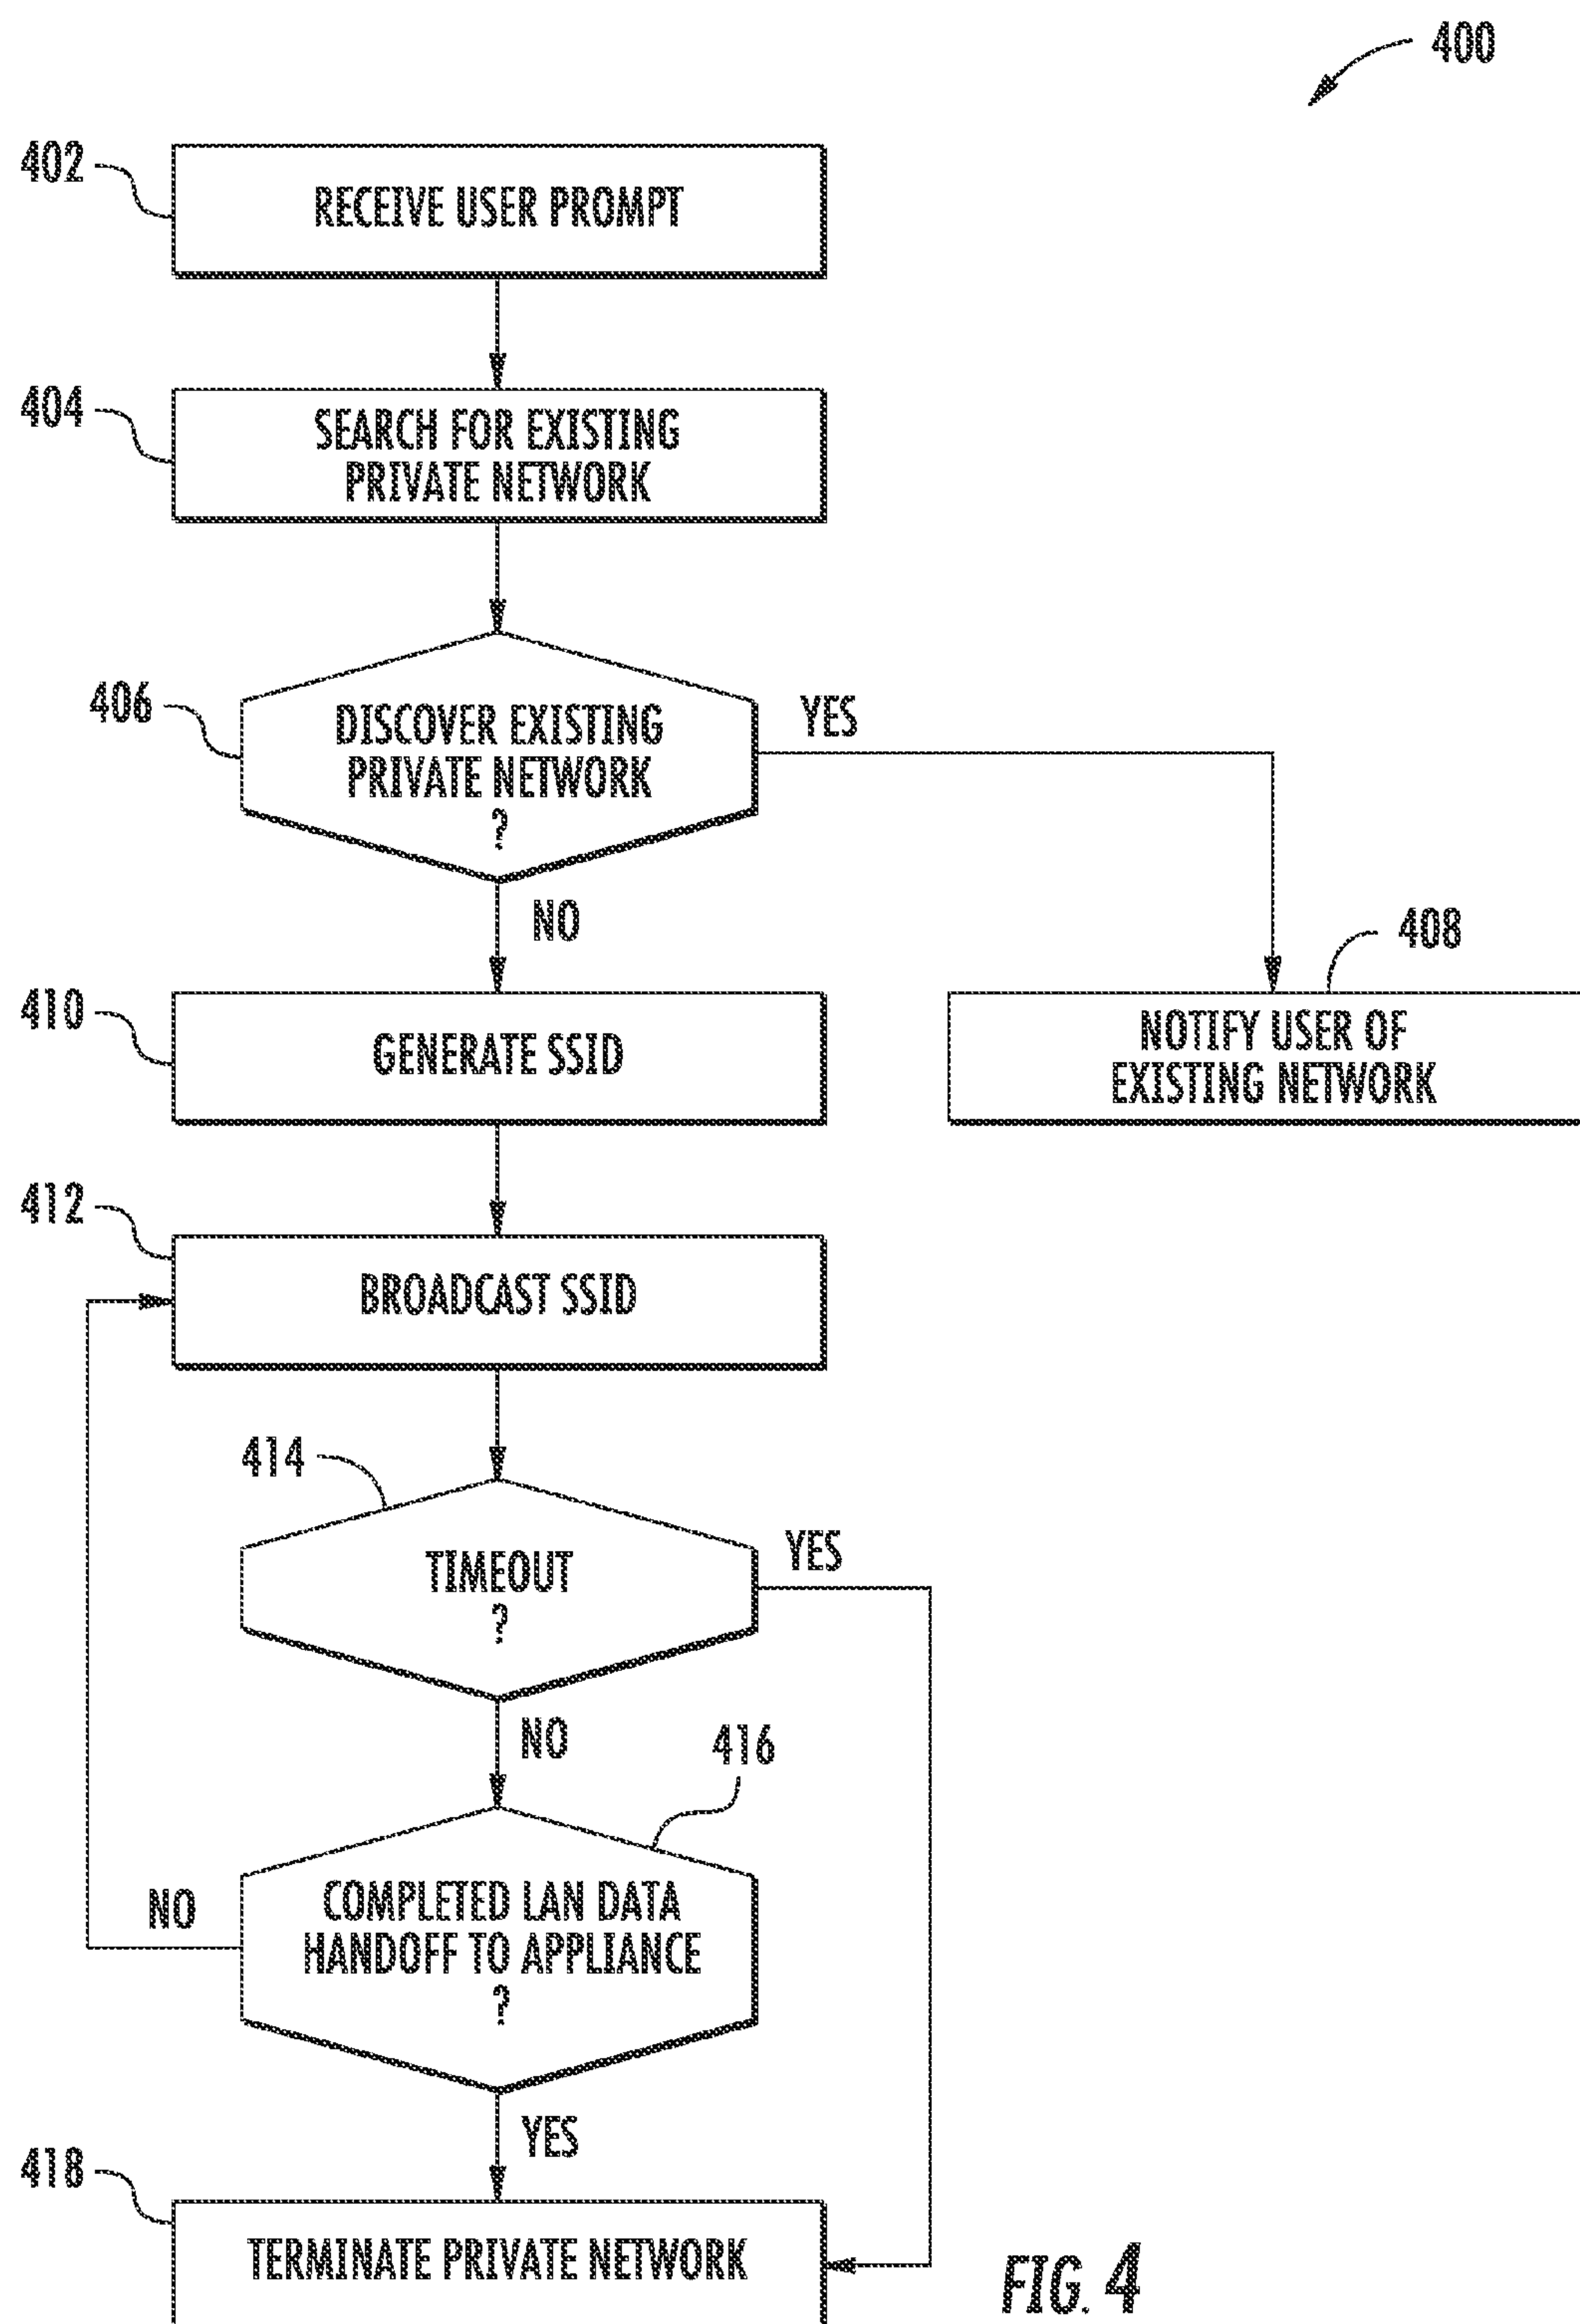 400
402
RECEIVE USER PROMPT
404
SEARCH FOR EXISTING
PRIVATE NETWORK
406
DISCOVER EXISTING
PRIVATE NETWORK
?
YES
NO
408
410
GENERATE SSID
NOTIFY USER OF
EXISTING NETWORK
412
BROADCAST SSID
414
TIMEOUT
?
YES
NO
416
COMPLETED LAN DATA
HANDOFF TO APPLIANCE
?
NO
YES
418
TERMINATE PRIVATE NETWORK
FIG. 4